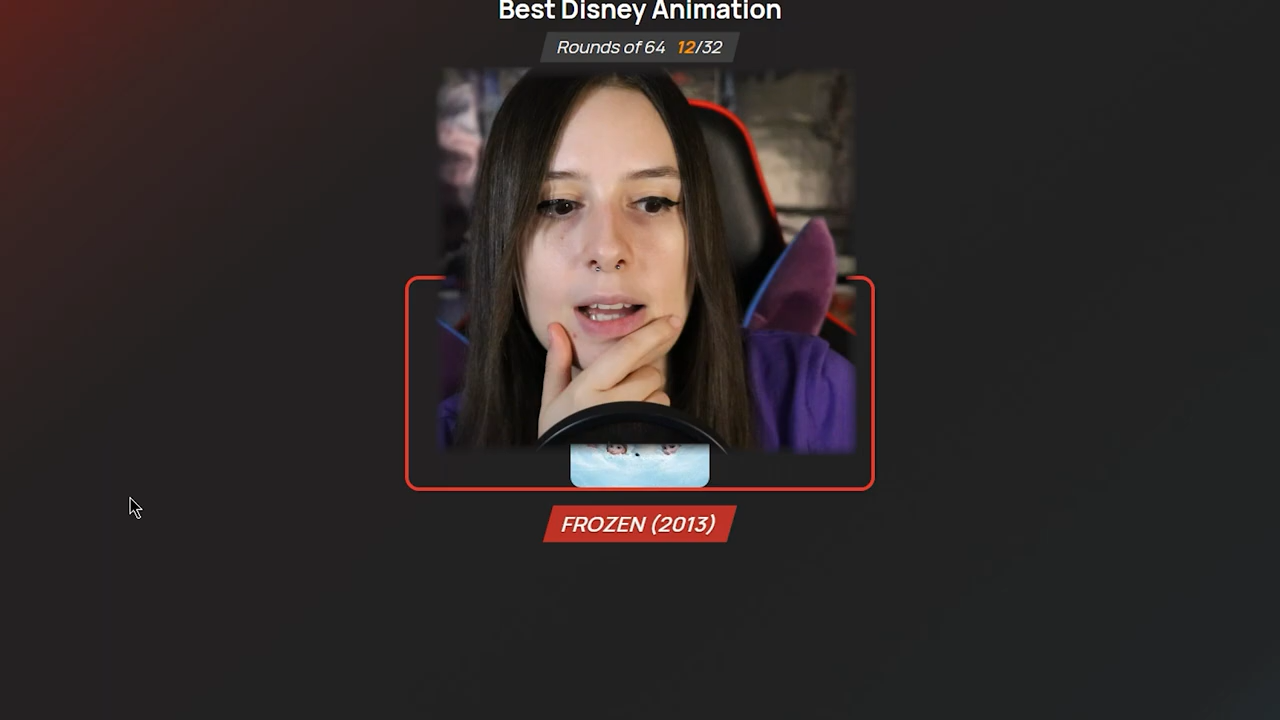 Best Disney Animation
Rounds of 64 12/32
FROZEN (2013)